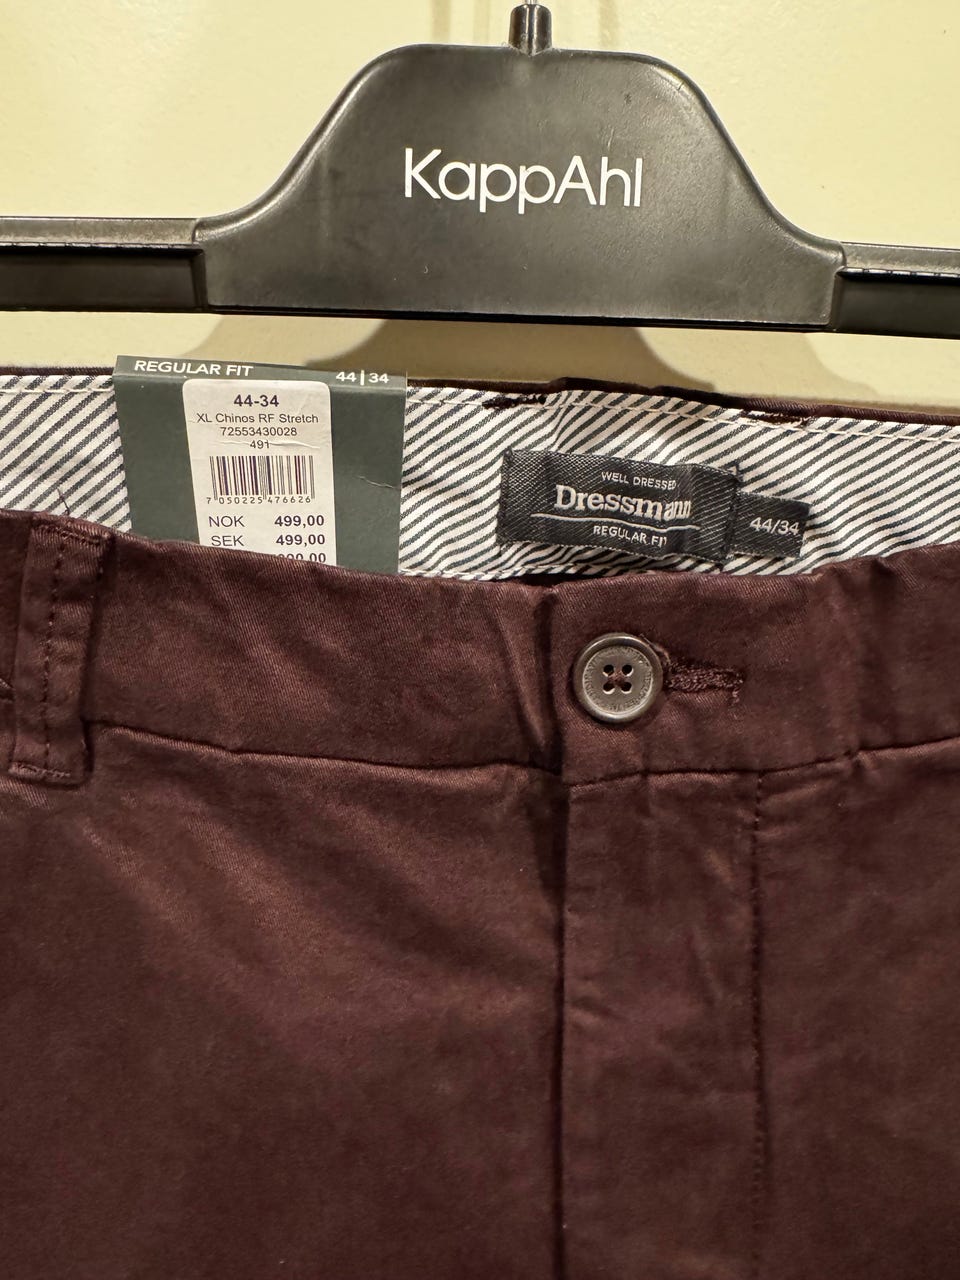 KappAhl
REGULAR FIT 44|34
44-34
XL Chinos RF Stretch
72553430028
491
7 050225 476626
NOK 499,00
SEK 499,00
WELL DRESSED
Dressmann
REGULAR FIT
44/34